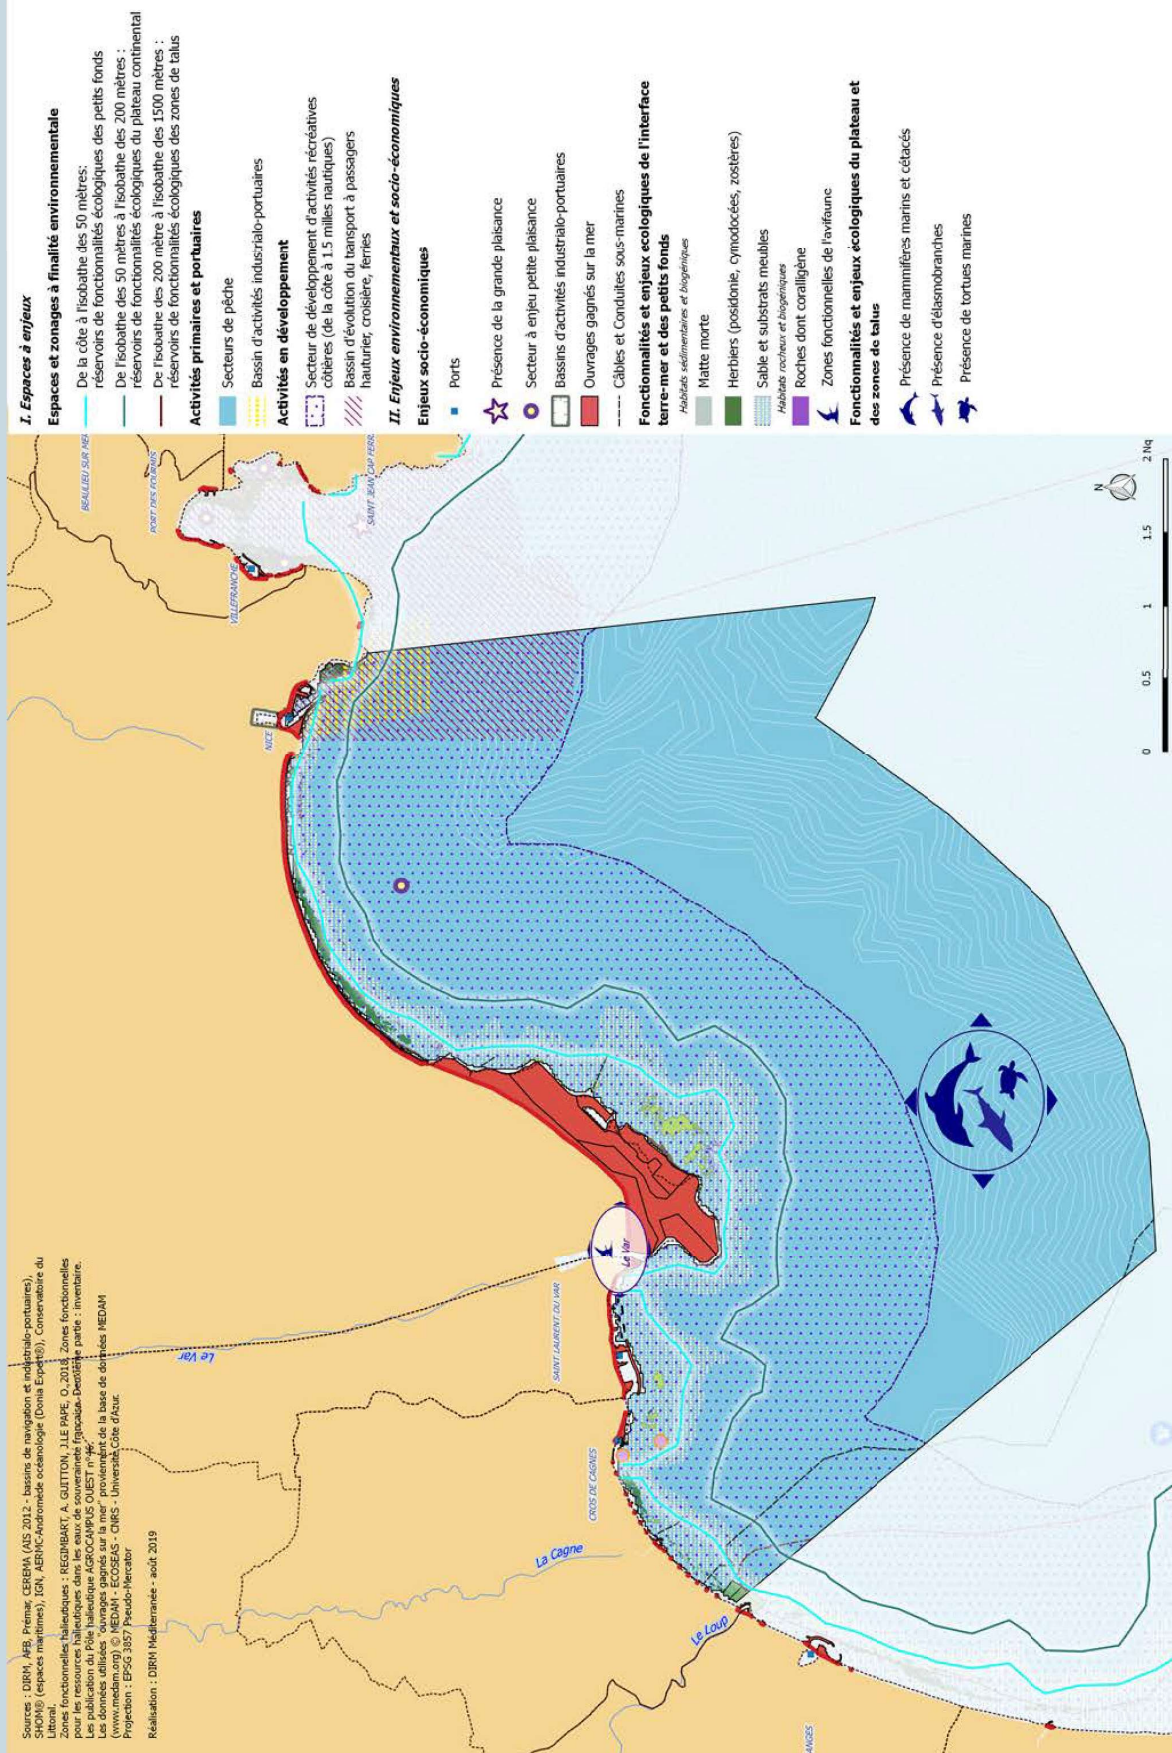 Sources : DIRM, AFB, Prémar, CEREMA (AIS 2012 - bassins de navigation et industrialo-portuaires),
SHOM® (espaces maritimes), IGN, AERMC-Andromède océanologie (Donia Expert®), Conservatoire du
Littoral.
Zones fonctionnelles halieutiques : REGIMBART, A. GUITTON, J.LE PAPE, O.,2018, Zones fonctionnelles
pour les ressources halieutiques dans les eaux de souveraineté française. Deuxième partie : inventaire.
Les publication du Pôle halieutique AGROCAMPUS OUEST n°46.
Les données utilisées "ouvrages gagnés sur la mer" proviennent de la base de données MEDAM
(www.medam.org) © MEDAM - ECOSEAS - CNRS - Université Côte d'Azur.
Projection : EPSG 3857 Pseudo-Mercator
Réalisation : DIRM Méditerranée - août 2019
Le Var
La Cagne
Le Loup
ANGES
CROS DE CAGNES
SAINT LAURENT DU VAR
Le Var
NICE
VILLEFRANCHE
PORT DES FOURMIS
BEAULIEU SUR MER
SAINT JEAN CAP FERR
N
0 0.5 1 1.5 2 Nq
I. Espaces à enjeux
Espaces et zonages à finalité environnementale
De la côte à l'isobathe des 50 mètres:
réservoirs de fonctionnalités écologiques des petits fonds
De l'isobathe des 50 mètres à l'isobathe des 200 mètres :
réservoirs de fonctionnalités écologiques du plateau continental
De l'isobathe des 200 mètre à l'isobathe des 1500 mètres :
réservoirs de fonctionnalités écologiques des zones de talus
Activités primaires et portuaires
Secteurs de pêche
Bassin d'activités industrialo-portuaires
Activités en développement
Secteur de développement d'activités récréatives
côtières (de la côte à 1.5 milles nautiques)
Bassin d'évolution du transport à passagers
hauturier, croisière, ferries
II. Enjeux environnementaux et socio-économiques
Enjeux socio-économiques
Ports
Présence de la grande plaisance
Secteur à enjeu petite plaisance
Bassins d'activités industrialo-portuaires
Ouvrages gagnés sur la mer
Câbles et Conduites sous-marines
Fonctionnalités et enjeux ecologiques de l'interface
terre-mer et des petits fonds
Habitats sédimentaires et biogéniques
Matte morte
Herbiers (posidonie, cymodocées, zostères)
Sable et substrats meubles
Habitats rocheux et biogéniques
Roches dont coralligène
Zones fonctionnelles de l'avifaune
Fonctionnalités et enjeux écologiques du plateau et
des zones de talus
Présence de mammifères marins et cétacés
Présence d'élasmobranches
Présence de tortues marines